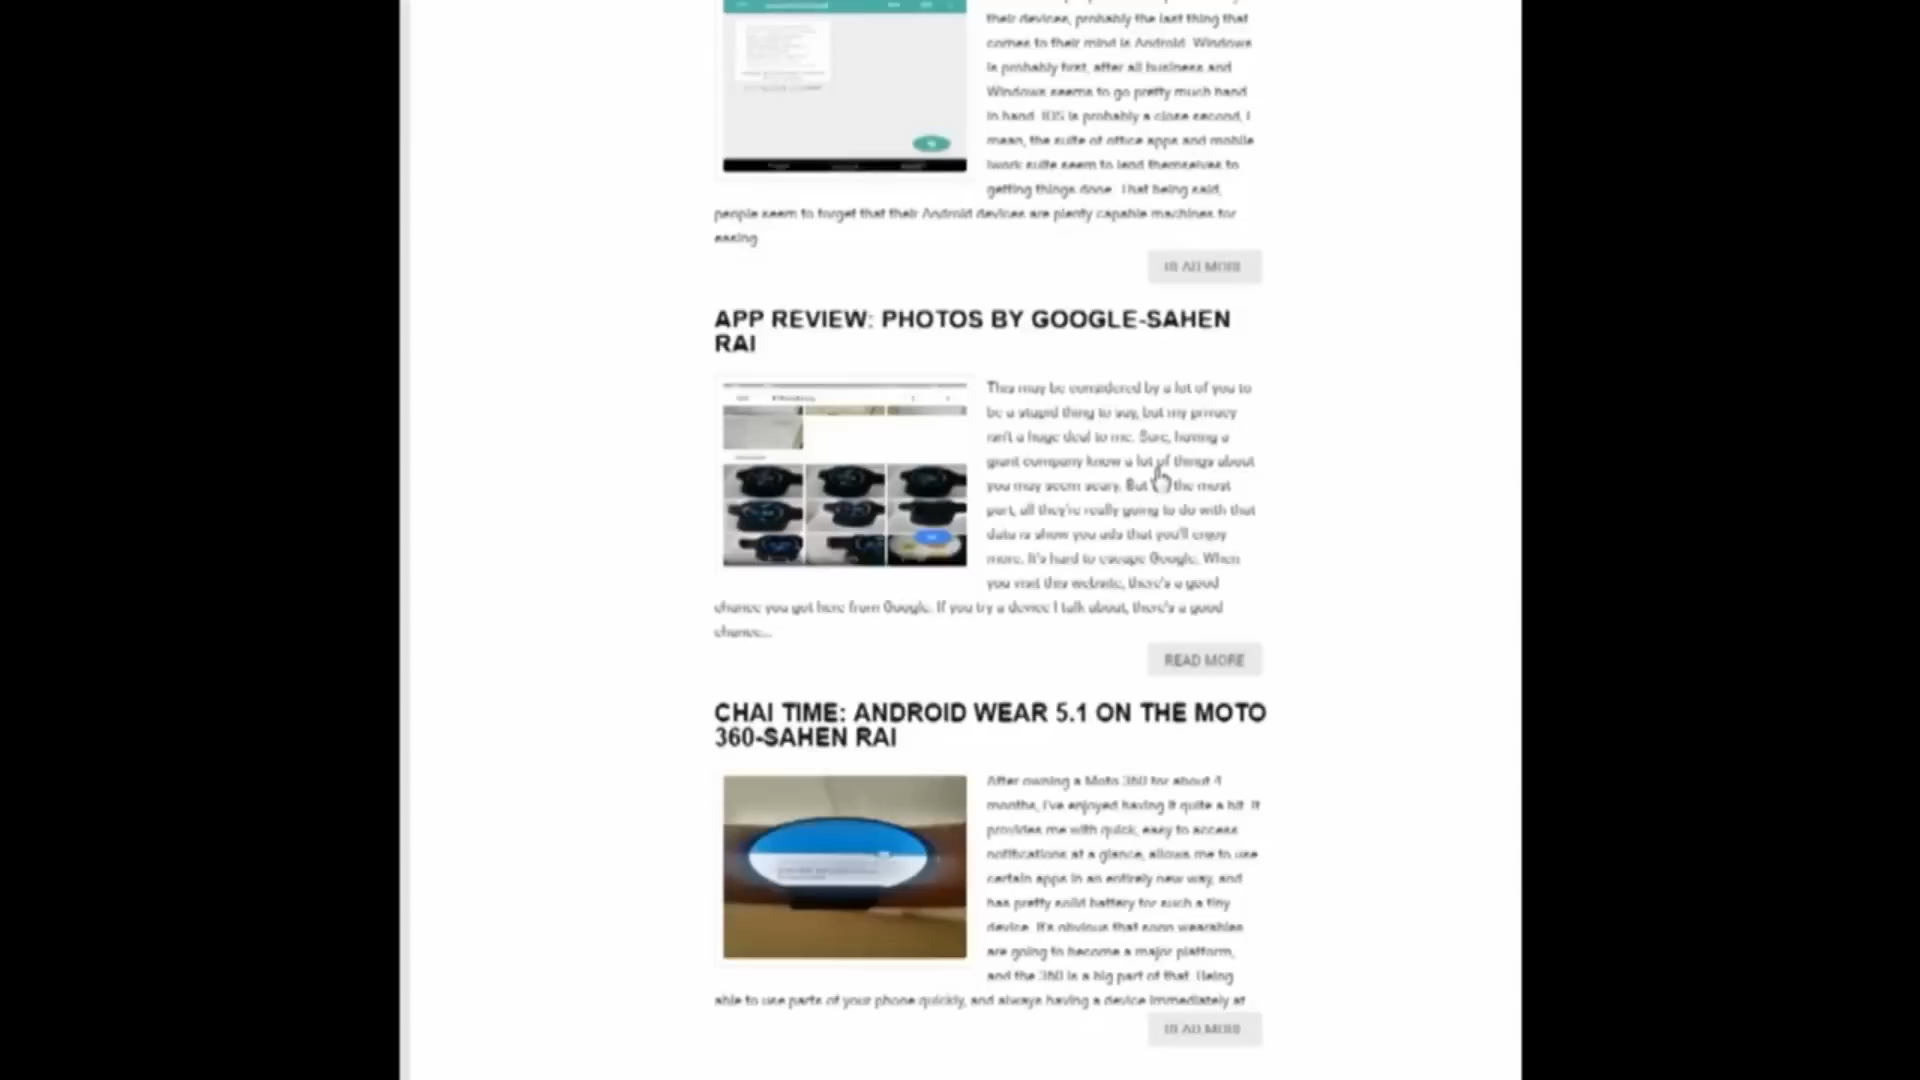 their devices, probably the last thing that
comes to their mind is Android. Windows
is probably first, after all business and
Windows seems to go pretty much hand
in hand. iOS is probably a close second, I
mean, the suite of office apps and mobile
iwork suite seem to lend themselves to
getting things done. That being said,
people seem to forget that their Android devices are plenty capable machines for
READ MORE
APP REVIEW: PHOTOS BY GOOGLE-SAHEN
RAI
This may be considered by a lot of you to
be a stupid thing to say, but my privacy
isn't a huge deal to me. Sure, having a
giant company know a lot of things about
you may seem scary. But the most
part, all they're really going to do with that
data is show you ads that you'll enjoy
more. It's hard to escape Google. When
you visit this website, there's a good
chance you got here from Google. If you try a device I talk about, there's a good
chance...
READ MORE
CHAI TIME: ANDROID WEAR 5.1 ON THE MOTO
360-SAHEN RAI
After owning a Moto 360 for about 4
months, I've enjoyed having it quite a bit. It
provides me with quick, easy to access
notifications at a glance, allows me to use
certain apps in an entirely new way, and
has pretty solid battery for such a tiny
device. It's obvious that soon wearables
are going to become a major platform,
and the 360 is a big part of that. Being
able to use parts of your phone quickly, and always having a device immediately at
READ MORE